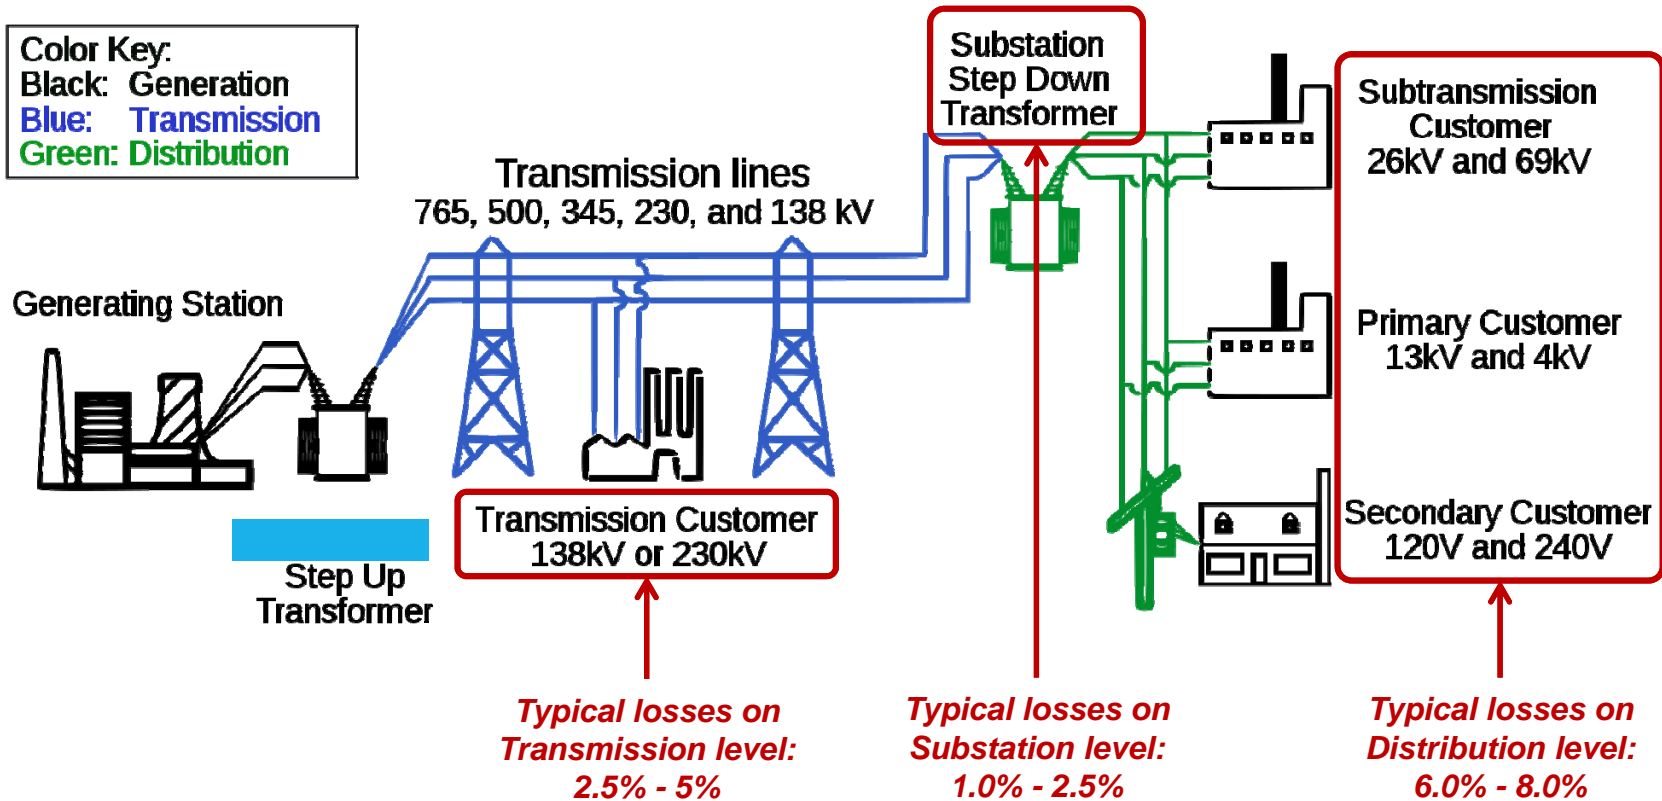 Color Key:
Black: Generation
Blue: Transmission
Green: Distribution
Substation
Step Down
Transformer
Subtransmission
Customer
26kV and 69kV
Transmission lines
765, 500, 345, 230, and 138 kV
Generating Station
Primary Customer
13kV and 4kV
Transmission Customer
138kV or 230kV
Secondary Customer
120V and 240V
Step Up
Transformer
Typical losses on
Transmission level:
2.5% - 5%
Typical losses on
Substation level:
1.0% - 2.5%
Typical losses on
Distribution level:
6.0% - 8.0%